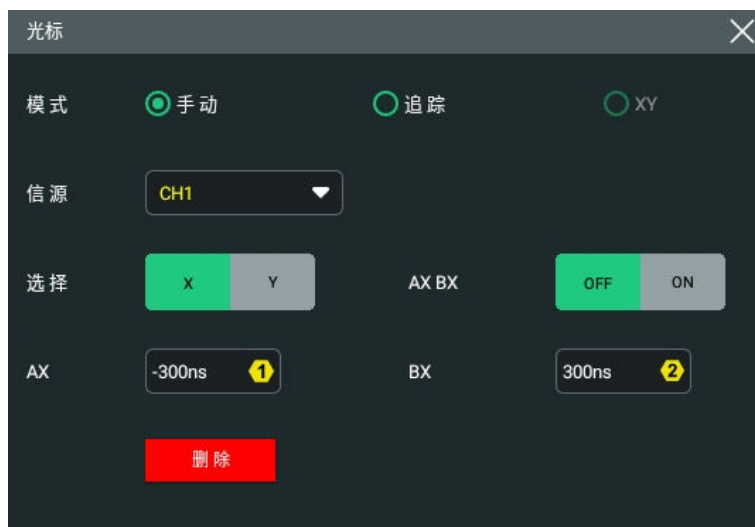 光标
模式 手动 追踪 XY
信源 CH1
选择 X Y AX BX OFF ON
AX -300ns 1 BX 300ns 2
删除